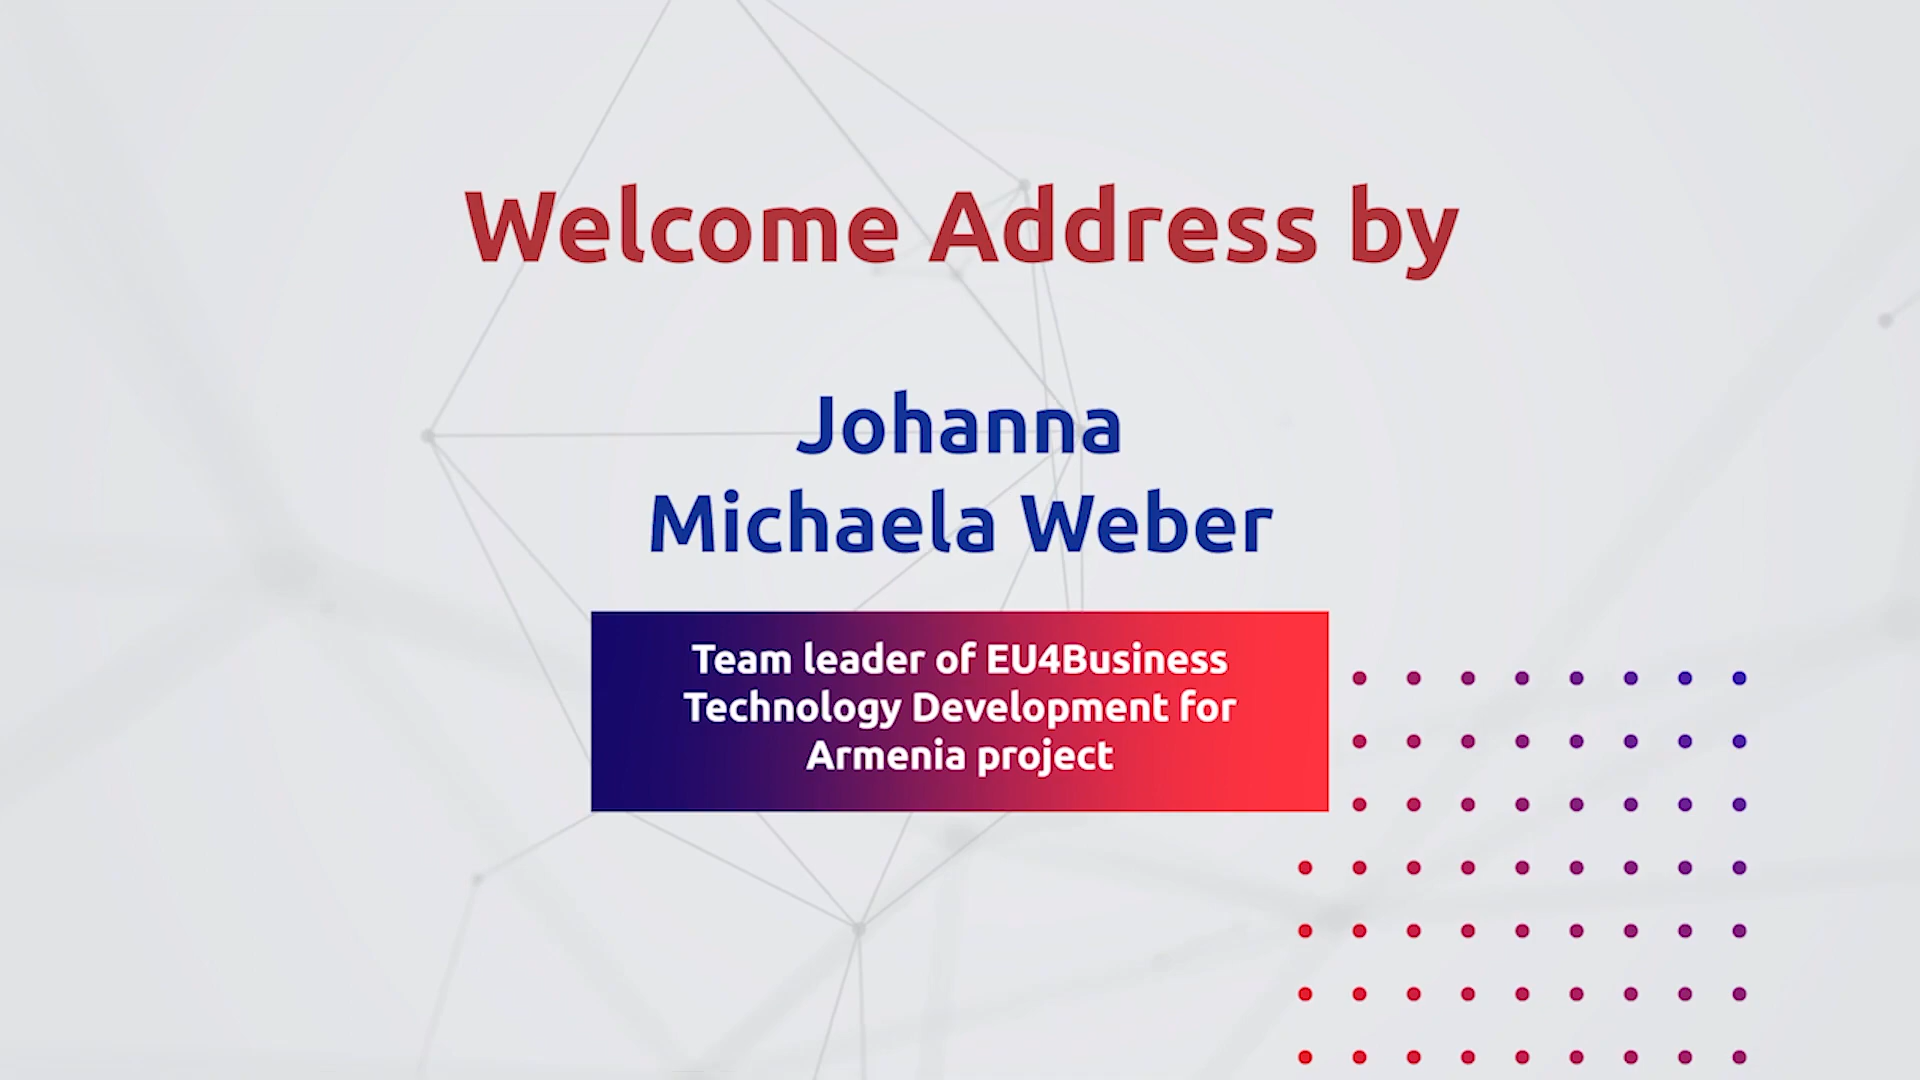 Welcome Address by
Johanna
Michaela Weber
Team leader of EU4Business
Technology Development for
Armenia project